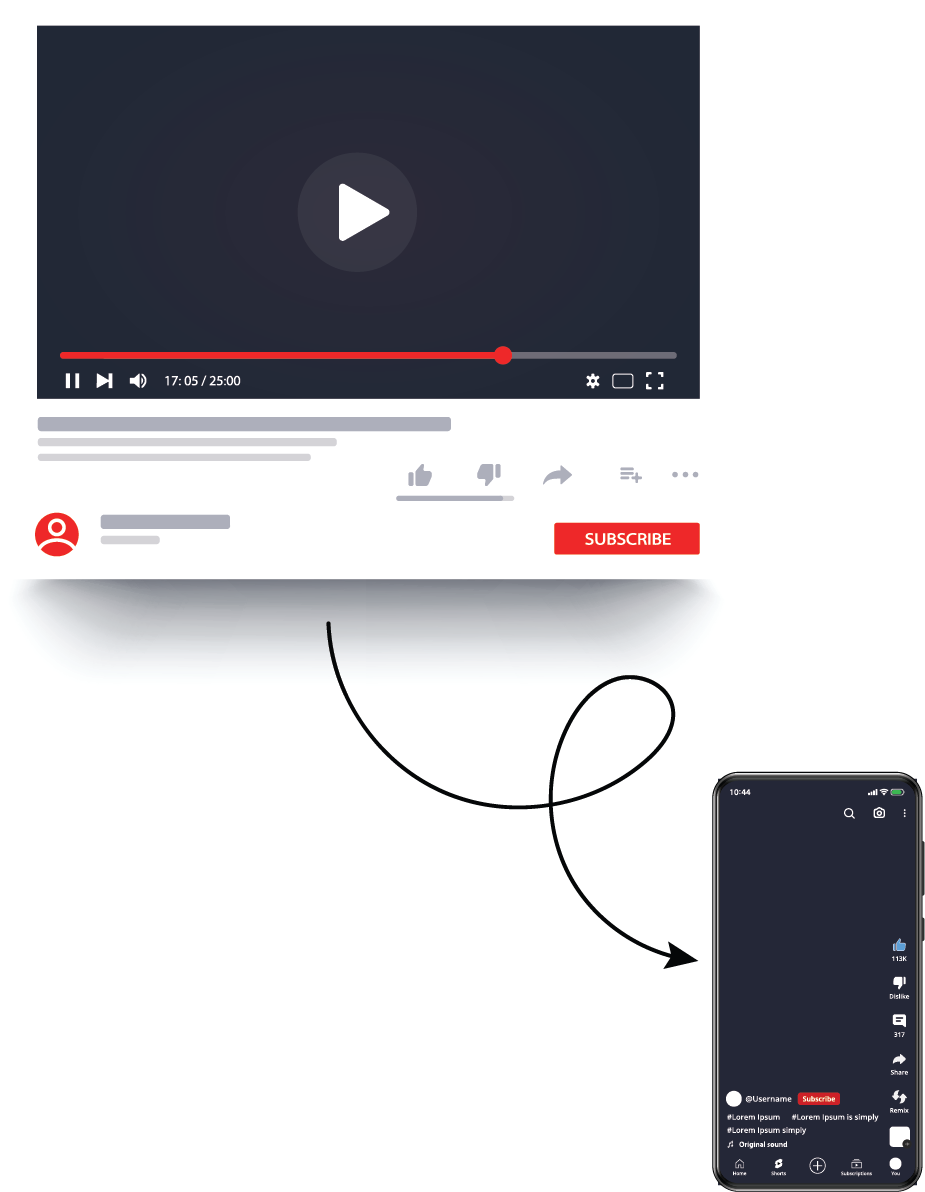 17: 05 / 25:00
SUBSCRIBE
10:44
113K
Dislike
317
Share
@Username Subscribe
Remix
#Lorem Ipsum #Lorem Ipsum is simply
#Lorem Ipsum simply
Original sound
Home Shorts Subscriptions You